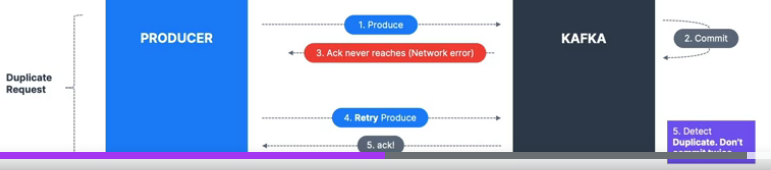 PRODUCER
KAFKA
1. Produce
2. Commit
3. Ack never reaches (Network error)
Duplicate
Request
4. Retry Produce
5. ack!
5. Detect
Duplicate. Don't